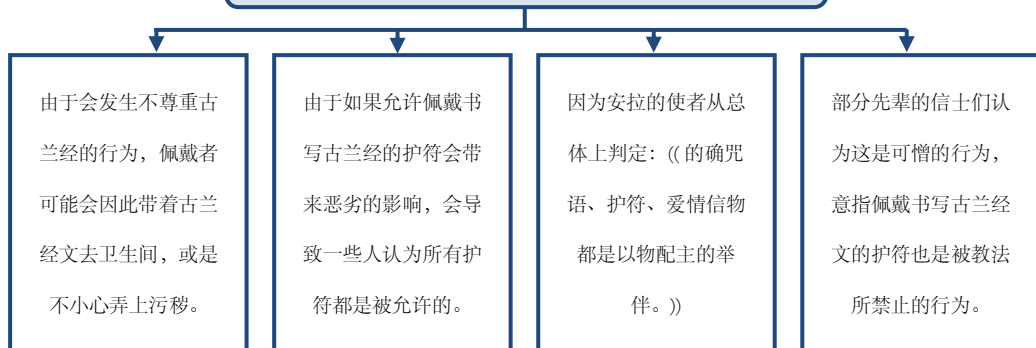 由于会发生不尊重古
兰经的行为，佩戴者
可能会因此带着古兰
经文去卫生间，或是
不小心弄上污秽。
由于如果允许佩戴书
写古兰经的护符会带
来恶劣的影响，会导
致一些人认为所有护
符都是被允许的。
因为安拉的使者从总
体上判定：(( 的确咒
语、护符、爱情信物
都是以物配主的举
伴。))
部分先辈的信士们认
为这是可憎的行为，
意指佩戴书写古兰经
文的护符也是被教法
所禁止的行为。